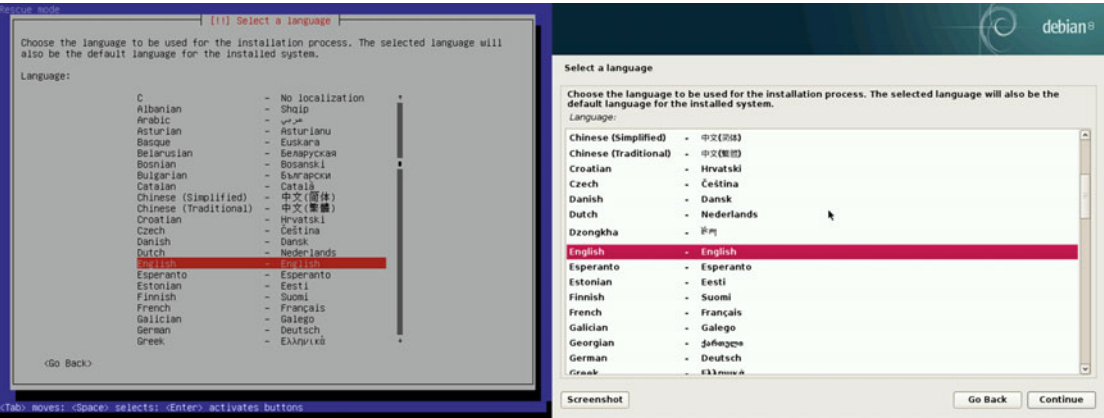 Rescue mode
[!!] Select a language
Choose the language to be used for the installation process. The selected language will
also be the default language for the installed system.
Language:
C - No localization
Albanian - Shqip
Arabic - عربي
Asturian - Asturianu
Basque - Euskara
Belarusian - Беларуская
Bosnian - Bosanski
Bulgarian - Български
Catalan - Català
Chinese (Simplified) - 中文(简体)
Chinese (Traditional) - 中文(繁體)
Croatian - Hrvatski
Czech - Čeština
Danish - Dansk
Dutch - Nederlands
English - English
Esperanto - Esperanto
Estonian - Eesti
Finnish - Suomi
French - Français
Galician - Galego
German - Deutsch
Greek - Ελληνικά
<Go Back>
<Tab> moves; <Space> selects; <Enter> activates buttons
debian 8
Select a language
Choose the language to be used for the installation process. The selected language will also be the
default language for the installed system.
Language:
Chinese (Simplified) - 中文(简体)
Chinese (Traditional) - 中文(繁體)
Croatian - Hrvatski
Czech - Čeština
Danish - Dansk
Dutch - Nederlands
Dzongkha -
English - English
Esperanto - Esperanto
Estonian - Eesti
Finnish - Suomi
French - Français
Galician - Galego
Georgian - ქართული
German - Deutsch
Greek - Ελληνικά
Screenshot
Go Back
Continue